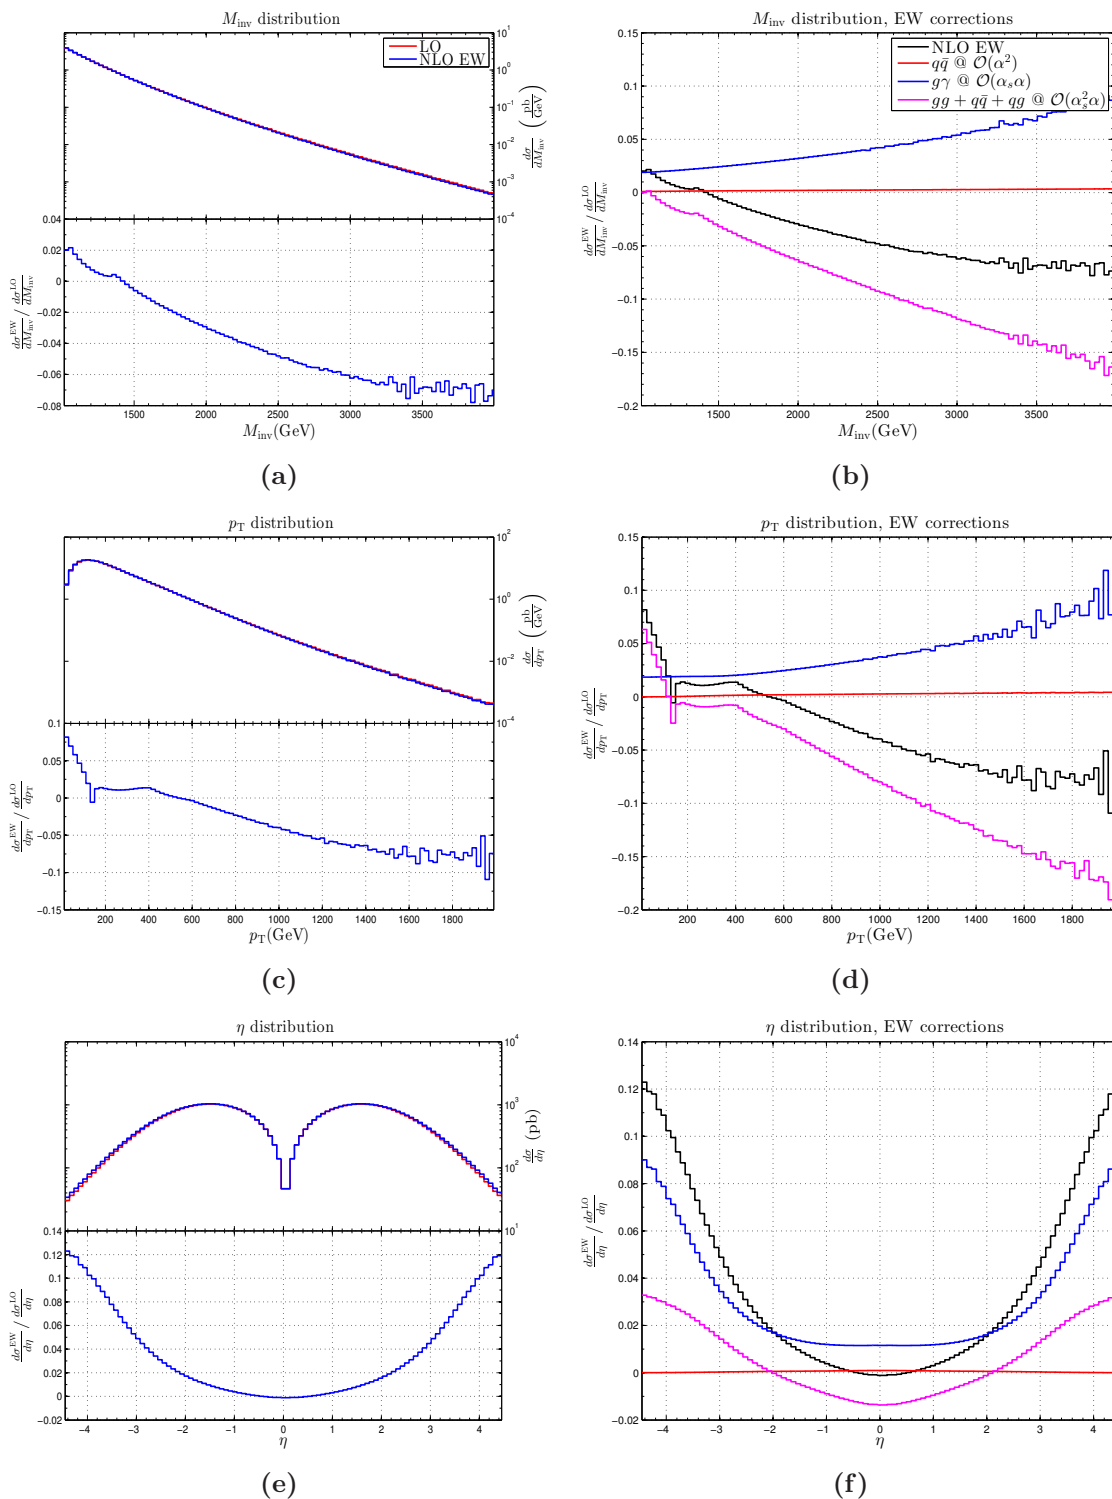 M_inv distribution
LO
NLO EW
10^1
10^0
10^−1
10^−2
10^−3
10^−4
dσ/dM_inv (pb/GeV)
0.04
0.02
0
−0.02
−0.04
−0.06
−0.08
dσ^EW/dM_inv / dσ^LO/dM_inv
1500 2000 2500 3000 3500
M_inv(GeV)
(a)
M_inv distribution, EW corrections
NLO EW
qq̄ @ O(α^2)
gγ @ O(α_sα)
gg + qq̄ + qg @ O(α_s^2α)
0.15
0.1
0.05
0
−0.05
−0.1
−0.15
−0.2
dσ^EW/dM_inv / dσ^LO/dM_inv
1500 2000 2500 3000 3500
M_inv(GeV)
(b)
p_T distribution
10^2
10^0
10^−2
10^−4
dσ/dp_T (pb/GeV)
0.1
0.05
0
−0.05
−0.1
−0.15
dσ^EW/dp_T / dσ^LO/dp_T
200 400 600 800 1000 1200 1400 1600 1800
p_T(GeV)
(c)
p_T distribution, EW corrections
0.15
0.1
0.05
0
−0.05
−0.1
−0.15
−0.2
dσ^EW/dp_T / dσ^LO/dp_T
200 400 600 800 1000 1200 1400 1600 1800
p_T(GeV)
(d)
η distribution
10^4
10^3
10^2
10^1
dσ/dη (pb)
0.14
0.12
0.1
0.08
0.06
0.04
0.02
0
−0.02
dσ^EW/dη / dσ^LO/dη
−4 −3 −2 −1 0 1 2 3 4
η
(e)
η distribution, EW corrections
0.14
0.12
0.1
0.08
0.06
0.04
0.02
0
−0.02
dσ^EW/dη / dσ^LO/dη
−4 −3 −2 −1 0 1 2 3 4
η
(f)